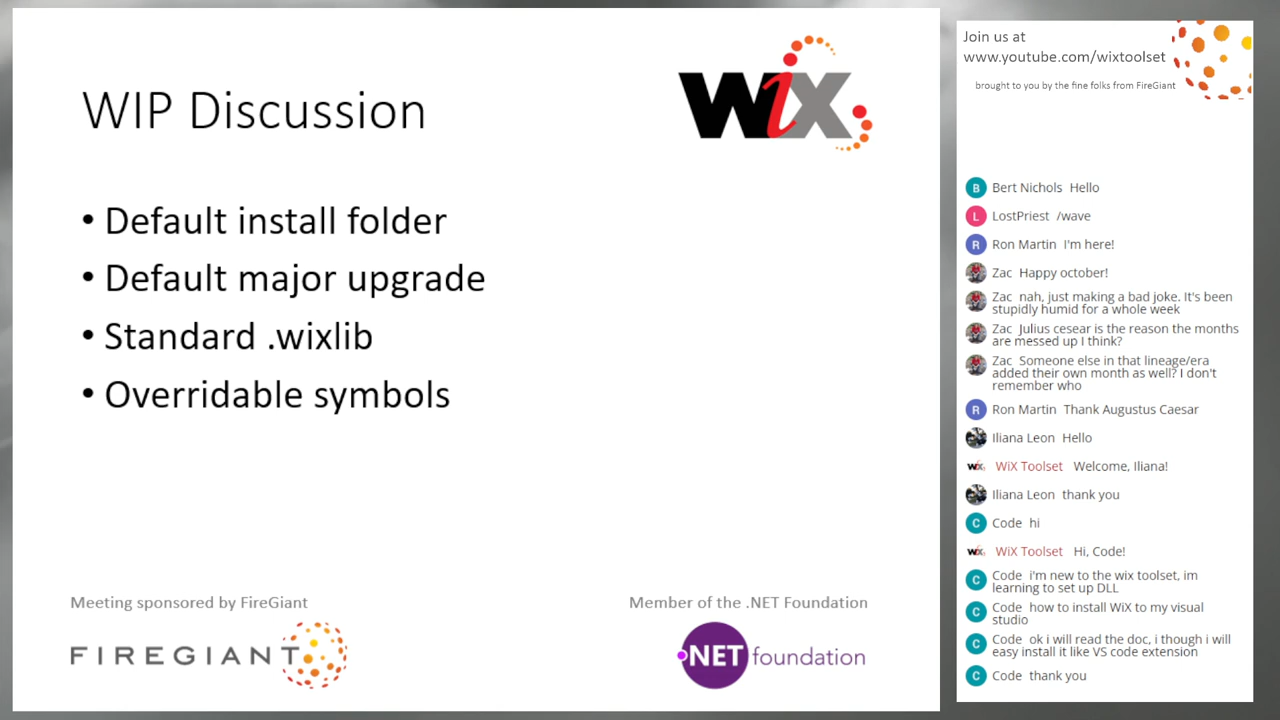 WIP Discussion
WiX
• Default install folder
• Default major upgrade
• Standard .wixlib
• Overridable symbols
Meeting sponsored by FireGiant
FIREGIANT
Member of the .NET Foundation
.NET foundation
Join us at
www.youtube.com/wixtoolset
brought to you by the fine folks from FireGiant
B Bert Nichols Hello
L LostPriest /wave
R Ron Martin I'm here!
Zac Happy october!
Zac nah, just making a bad joke. It's been
stupidly humid for a whole week
Zac Julius cesear is the reason the months
are messed up I think?
Zac Someone else in that lineage/era
added their own month as well? I don't
remember who
R Ron Martin Thank Augustus Caesar
Iliana Leon Hello
WiX WiX Toolset Welcome, Iliana!
Iliana Leon thank you
C Code hi
WiX WiX Toolset Hi, Code!
C Code i'm new to the wix toolset, im
learning to set up DLL
C Code how to install WiX to my visual
studio
C Code ok i will read the doc, i though i will
easy install it like VS code extension
C Code thank you